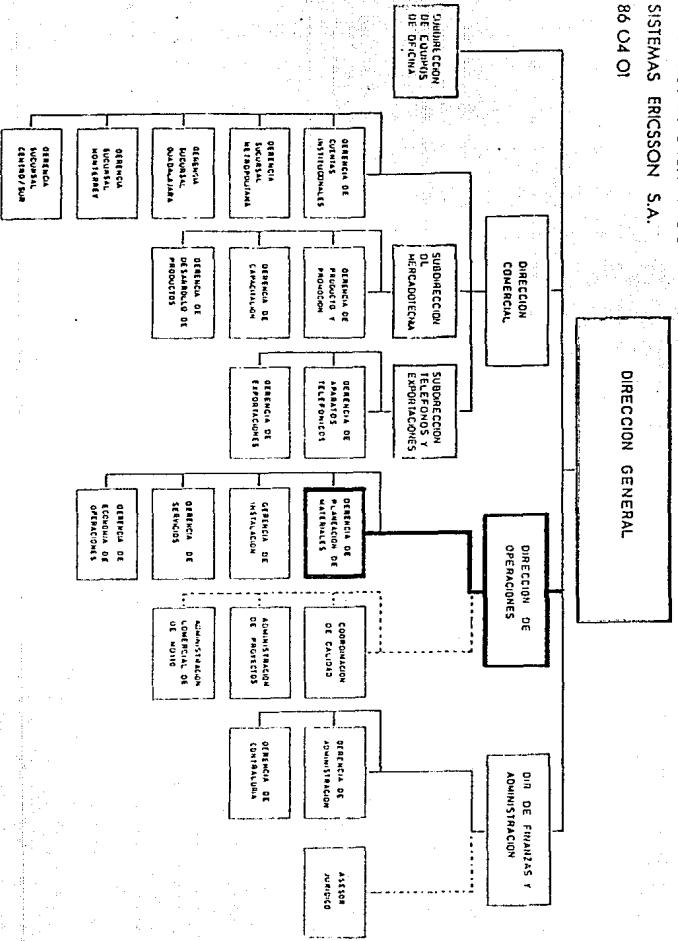 SISTEMAS ERICSSON S.A.
86 04 01
DIRECCION GENERAL
DIRECCION
COMERCIAL
DIRECCION DE
OPERACIONES
DIR DE FINANZAS Y
ADMINISTRACION
SUBDIRECCION
DE EQUIPOS
DE OFICINA
SUBDIRECCION
DE
MERCADOTECNIA
SUBDIRECCION
TELEFONOS Y
EXPORTACIONES
GERENCIA DE
CUENTAS
INSTITUCIONALES
GERENCIA
SUCURSAL
METROPOLITANA
GERENCIA
SUCURSAL
GUADALAJARA
GERENCIA
SUCURSAL
MONTERREY
GERENCIA
SUCURSAL
CENTRO/SUR
GERENCIA DE
PRODUCTO Y
PROMOCION
GERENCIA DE
CAPACITACION
GERENCIA DE
DESARROLLO DE
PRODUCTOS
GERENCIA DE
APARATOS
TELEFONICOS
GERENCIA DE
EXPORTACIONES
GERENCIA DE
PLANEACION DE
MATERIALES
GERENCIA DE
INSTALACION
GERENCIA DE
SERVICIOS
GERENCIA DE
ECONOMIA DE
OPERACIONES
COORDINACION
DE CALIDAD
ADMINISTRACION
DE PROYECTOS
ADMINISTRACION
COMERCIAL DE
GERENCIA DE
ADMINISTRACION
GERENCIA DE
CONTRALORIA
ASESOR
JURIDICO